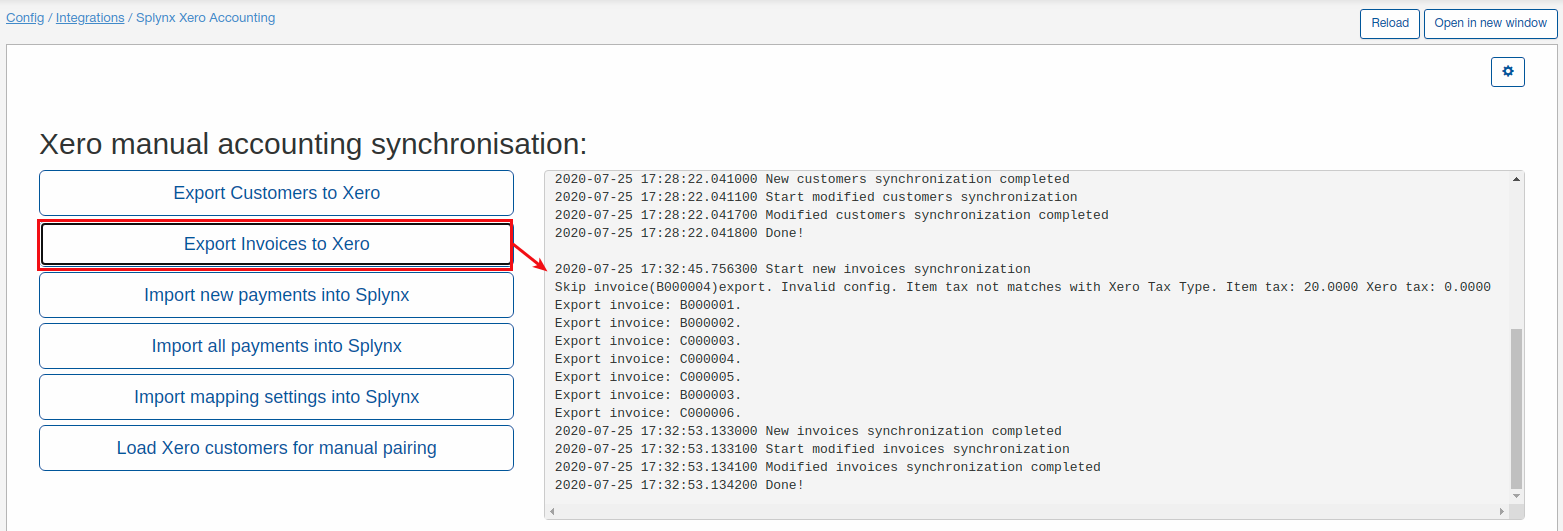 Config / Integrations / Splynx Xero Accounting
Reload
Open in new window
Xero manual accounting synchronisation:
Export Customers to Xero
Export Invoices to Xero
Import new payments into Splynx
Import all payments into Splynx
Import mapping settings into Splynx
Load Xero customers for manual pairing
2020-07-25 17:28:22.041000 New customers synchronization completed
2020-07-25 17:28:22.041100 Start modified customers synchronization
2020-07-25 17:28:22.041700 Modified customers synchronization completed
2020-07-25 17:28:22.041800 Done!
2020-07-25 17:32:45.756300 Start new invoices synchronization
Skip invoice(B000004)export. Invalid config. Item tax not matches with Xero Tax Type. Item tax: 20.0000 Xero tax: 0.0000
Export invoice: B000001.
Export invoice: B000002.
Export invoice: C000003.
Export invoice: C000004.
Export invoice: C000005.
Export invoice: B000003.
Export invoice: C000006.
2020-07-25 17:32:53.133000 New invoices synchronization completed
2020-07-25 17:32:53.133100 Start modified invoices synchronization
2020-07-25 17:32:53.134100 Modified invoices synchronization completed
2020-07-25 17:32:53.134200 Done!